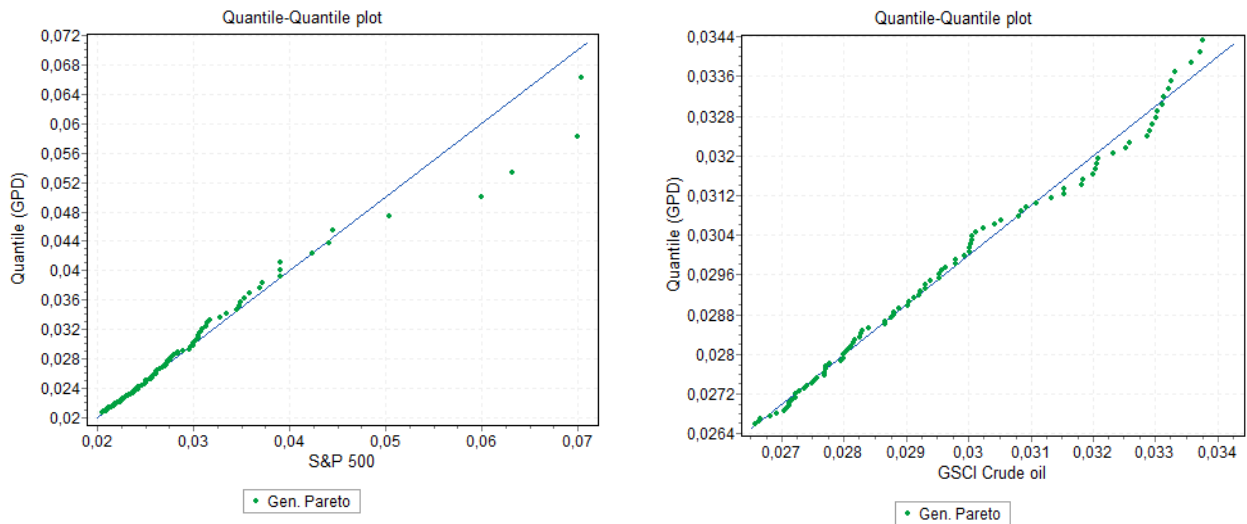 Quantile-Quantile plot
0,072
0,068
0,064
0,06
0,056
0,052
0,048
0,044
0,04
0,036
0,032
0,028
0,024
0,02
Quantile (GPD)
0,02 0,03 0,04 0,05 0,06 0,07
S&P 500
Gen. Pareto
Quantile-Quantile plot
0,0344
0,0336
0,0328
0,032
0,0312
0,0304
0,0296
0,0288
0,028
0,0272
0,0264
Quantile (GPD)
0,027 0,028 0,029 0,03 0,031 0,032 0,033 0,034
GSCI Crude oil
Gen. Pareto